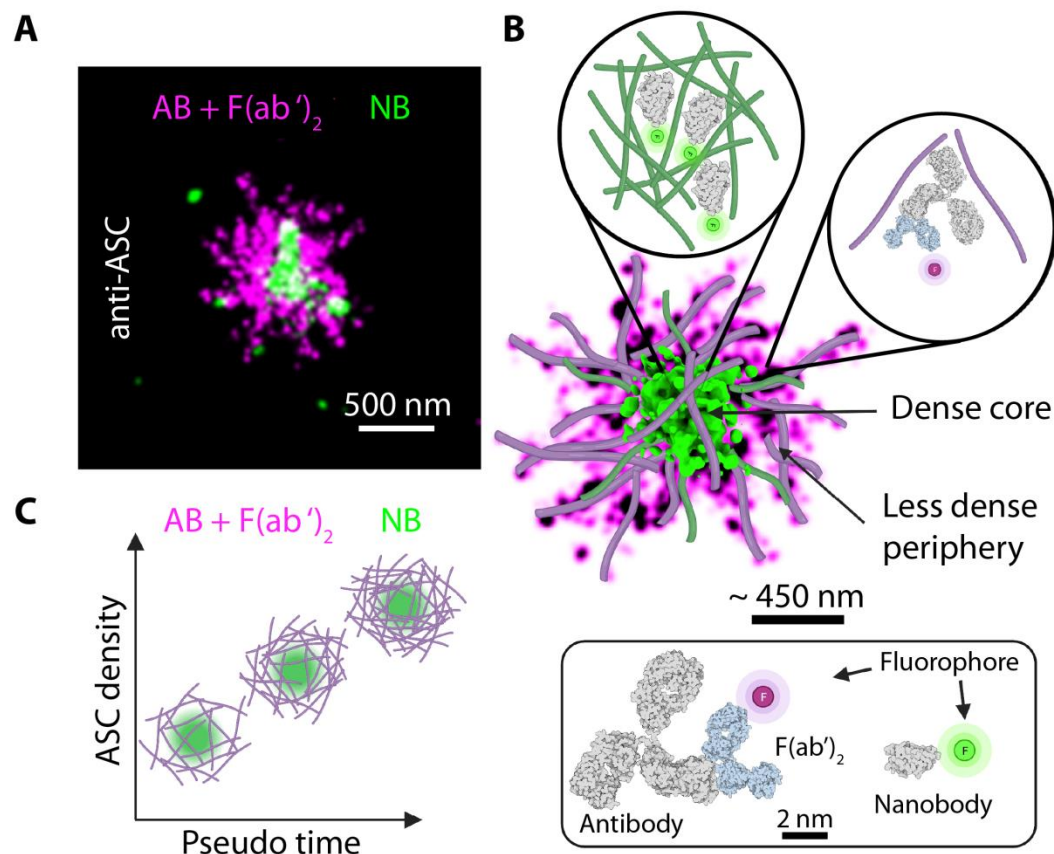 A
AB + F(ab‘)2 NB
anti-ASC
500 nm
B
F
F
F
F
Dense core
Less dense
periphery
~ 450 nm
C
AB + F(ab‘)2 NB
ASC density
Pseudo time
Fluorophore
F
F
F(ab’)2
Antibody
Nanobody
2 nm